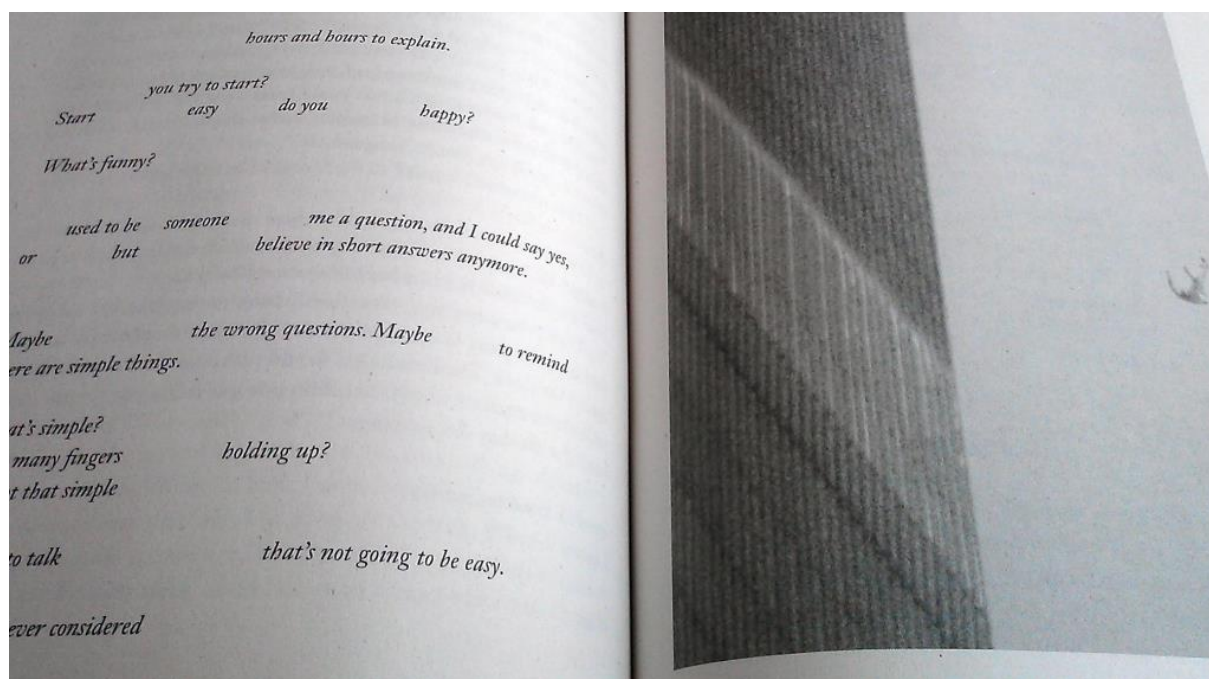 hours and hours to explain.
you try to start?
Start easy do you happy?
What's funny?
used to be someone me a question, and I could say yes,
or but believe in short answers anymore.
Maybe the wrong questions. Maybe to remind
ere are simple things.
at's simple?
many fingers holding up?
t that simple
to talk that's not going to be easy.
ever considered